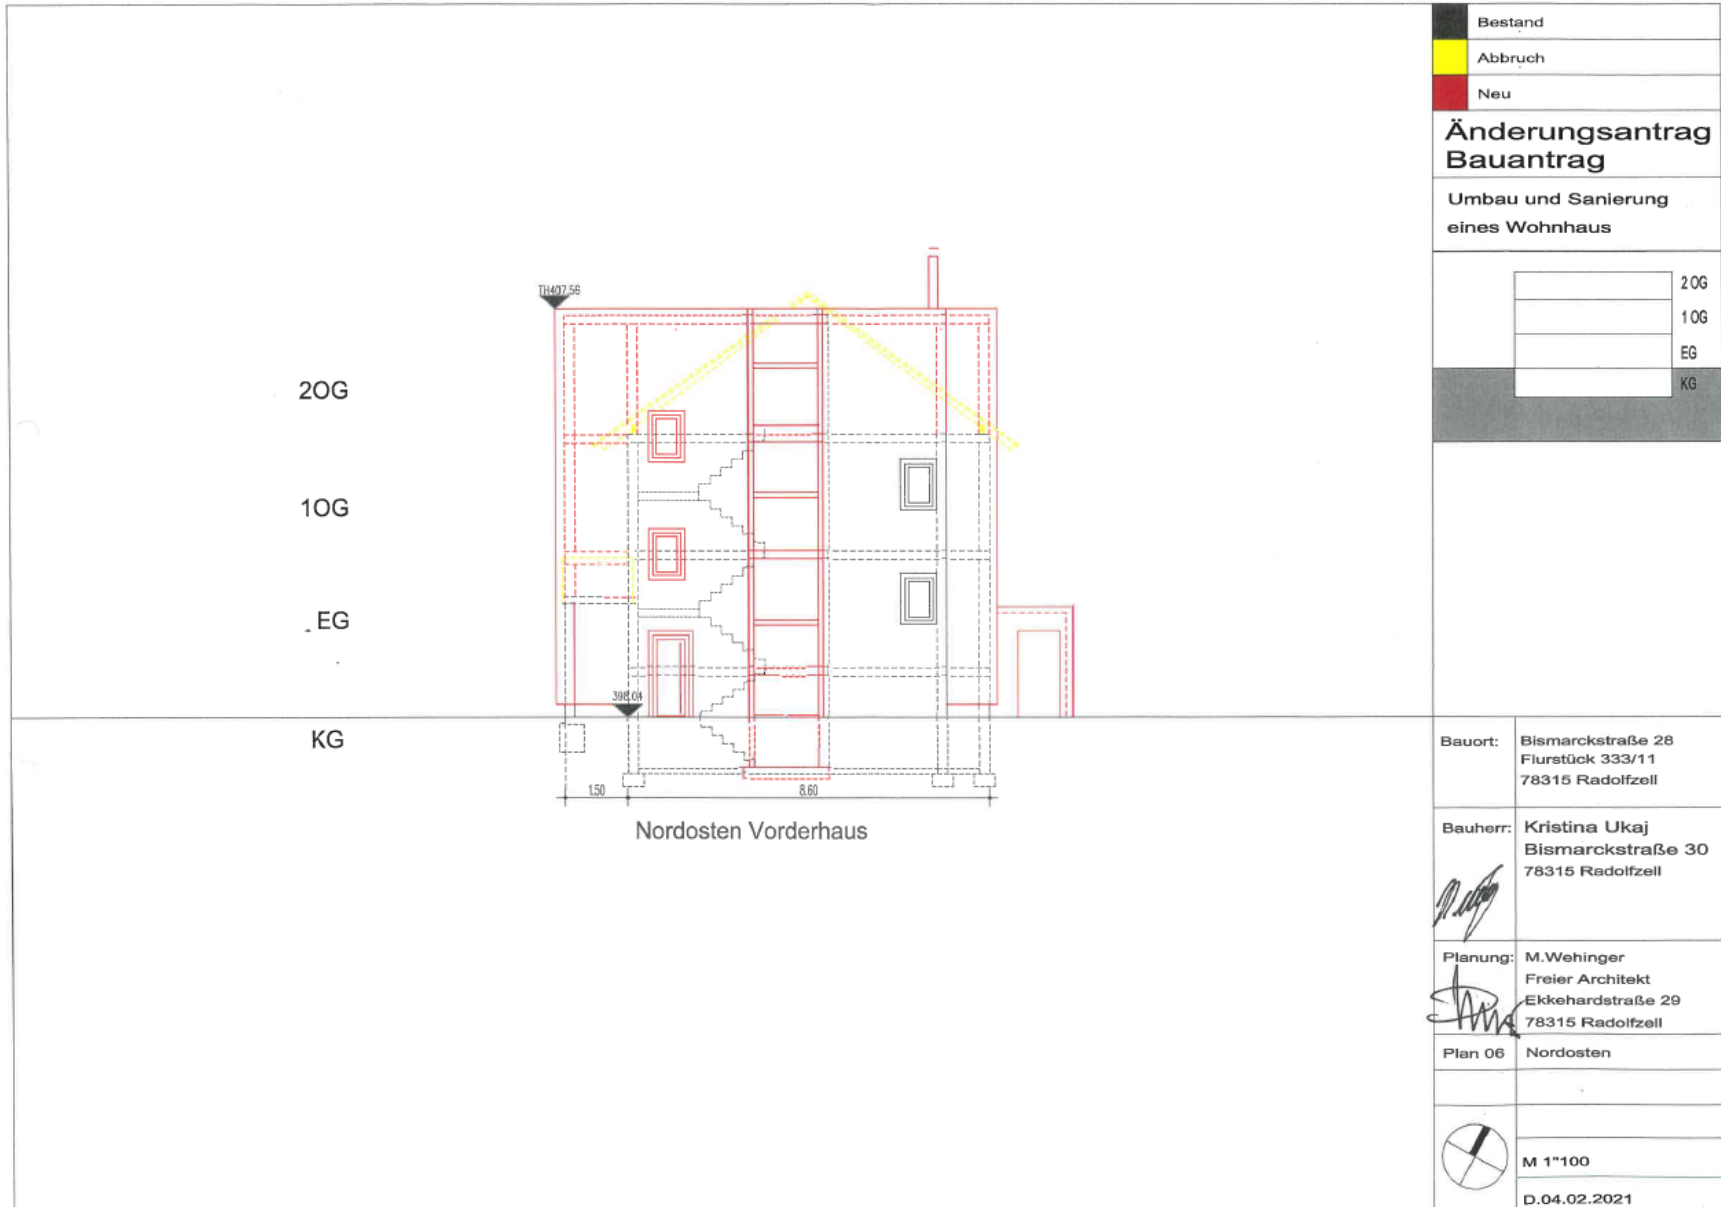 Bestand
Abbruch
Neu
Änderungsantrag
Bauantrag
Umbau und Sanierung
eines Wohnhaus
2OG
1OG
EG
KG
TH407,56
2OG
1OG
EG
398,04
KG
1.50
8.60
Nordosten Vorderhaus
Bauort:
Bismarckstraße 28
Flurstück 333/11
78315 Radolfzell
Bauherr:
Kristina Ukaj
Bismarckstraße 30
78315 Radolfzell
Planung:
M.Wehinger
Freier Architekt
Ekkehardstraße 29
78315 Radolfzell
Plan 06
Nordosten
M 1"100
D.04.02.2021